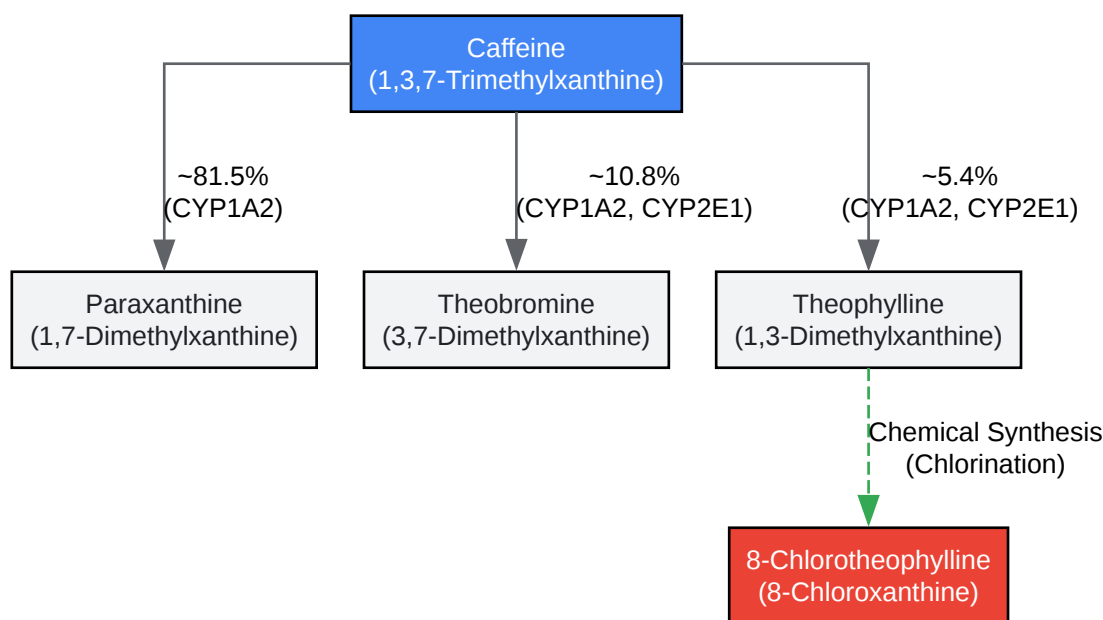 Caffeine
(1,3,7-Trimethylxanthine)
~81.5%
(CYP1A2)
~10.8%
(CYP1A2, CYP2E1)
~5.4%
(CYP1A2, CYP2E1)
Paraxanthine
(1,7-Dimethylxanthine)
Theobromine
(3,7-Dimethylxanthine)
Theophylline
(1,3-Dimethylxanthine)
Chemical Synthesis
(Chlorination)
8-Chlorotheophylline
(8-Chloroxanthine)